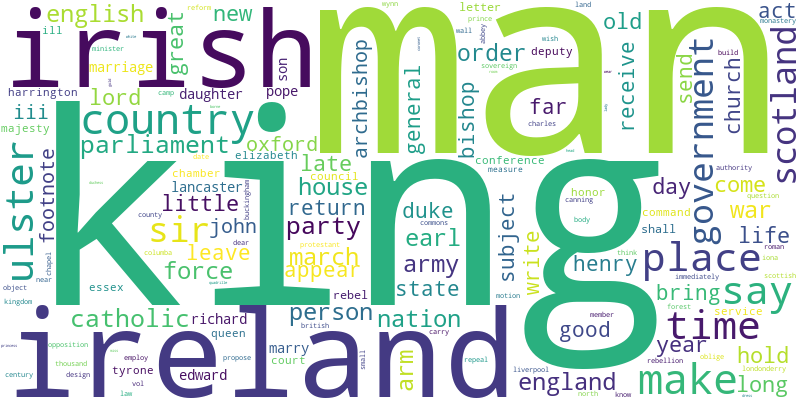 irish man
king
ireland
english new great act
wynn letter reform
old scotland
ill minister prince wall abbey wish
land monastery
marriage son order deputy
harrington daughter pope archbishop general bishop
lord receive send church
iii country far
majesty parliament oxford sovereign
camp build charles
government
elizabeth late conference
ulster footnote chamber council measure
lancaster house honor day come authority
little return duke subject command war question
john party earl write shall life
sir columba
county commons canning body
buckingham
chapel near dear
leave march appear army henry place
protestant think roman iona
force state immediately scottish
object essex rebel motion bring say
kingdom quadrille forest service
catholic richard person nation good member time
queen british
opposition marry carry repeal rebellion oblige
princess thousand employ propose court small arm year londonderry hold
tyrone
century design vol edward england make long
law liverpool north know